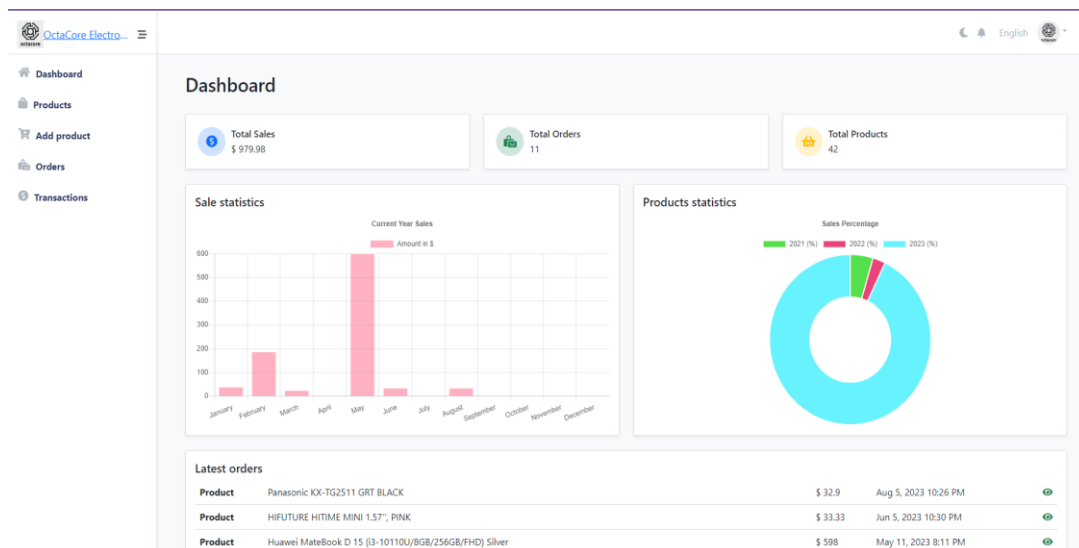 octacore
OctaCore Electro...
English
Dashboard
Products
Add product
Orders
Transactions
Dashboard
Total Sales
$ 979.98
Total Orders
11
Total Products
42
Sale statistics
Current Year Sales
Amount in $
600
500
400
300
200
100
0
January
February
March
April
May
June
July
August
September
October
November
December
Products statistics
Sales Percentage
2021 (%) 2022 (%) 2023 (%)
Latest orders
Product Panasonic KX-TG2511 GRT BLACK $ 32.9 Aug 5, 2023 10:26 PM
Product HIFUTURE HITIME MINI 1.57", PINK $ 33.33 Jun 5, 2023 10:30 PM
Product Huawei MateBook D 15 (i3-10110U/8GB/256GB/FHD) Silver $ 598 May 11, 2023 8:11 PM